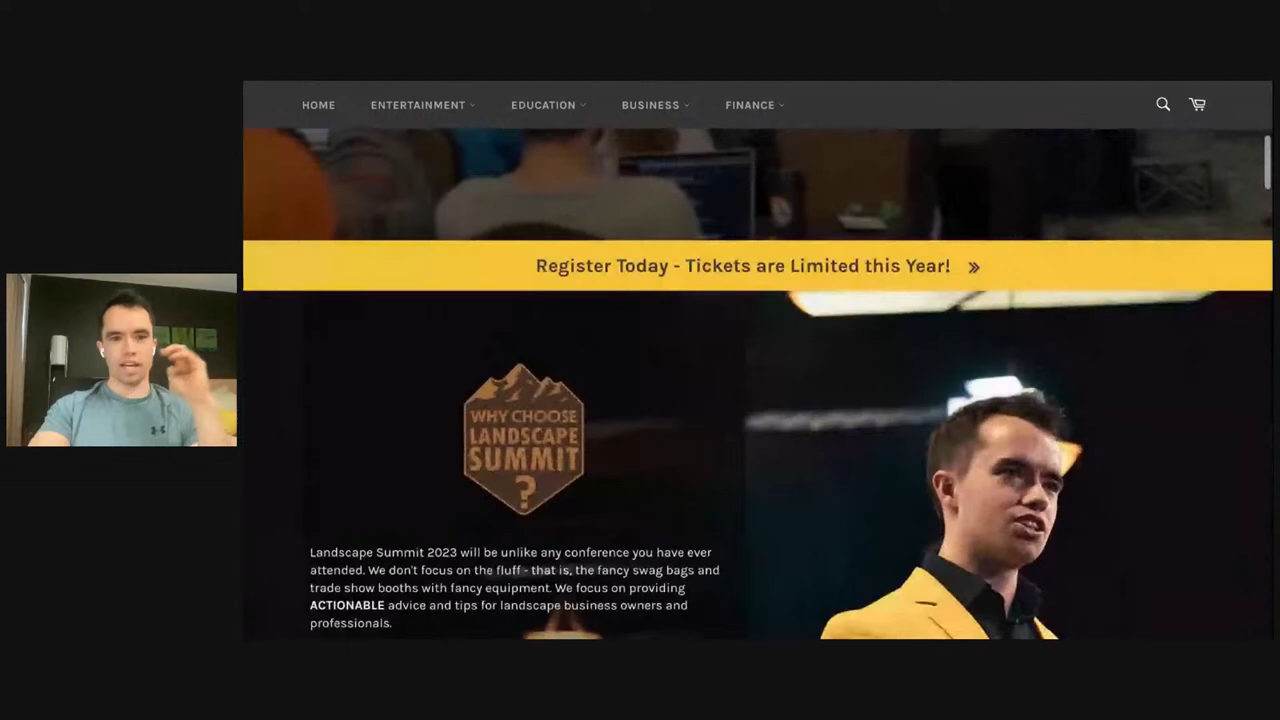 HOME ENTERTAINMENT EDUCATION BUSINESS FINANCE
Register Today - Tickets are Limited this Year! »
WHY CHOOSE
LANDSCAPE
SUMMIT
?
Landscape Summit 2023 will be unlike any conference you have ever
attended. We don't focus on the fluff - that is, the fancy swag bags and
trade show booths with fancy equipment. We focus on providing
ACTIONABLE advice and tips for landscape business owners and
professionals.